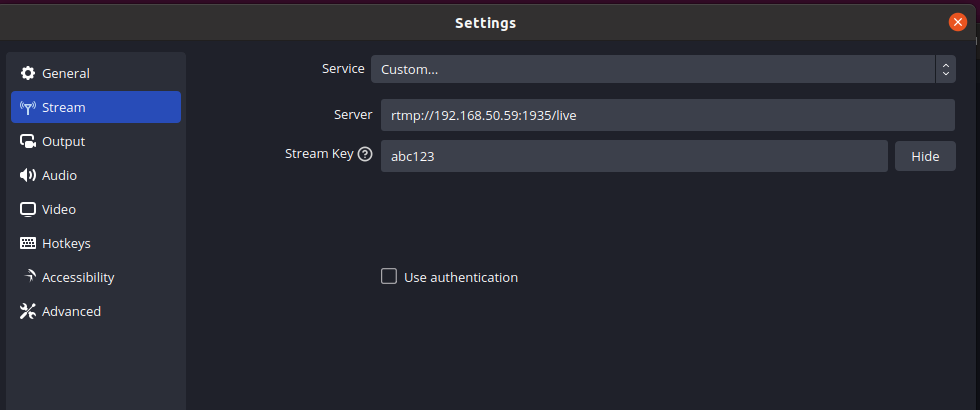 Settings
General
Stream
Output
Audio
Video
Hotkeys
Accessibility
Advanced
Service Custom...
Server rtmp://192.168.50.59:1935/live
Stream Key ? abc123 Hide
Use authentication